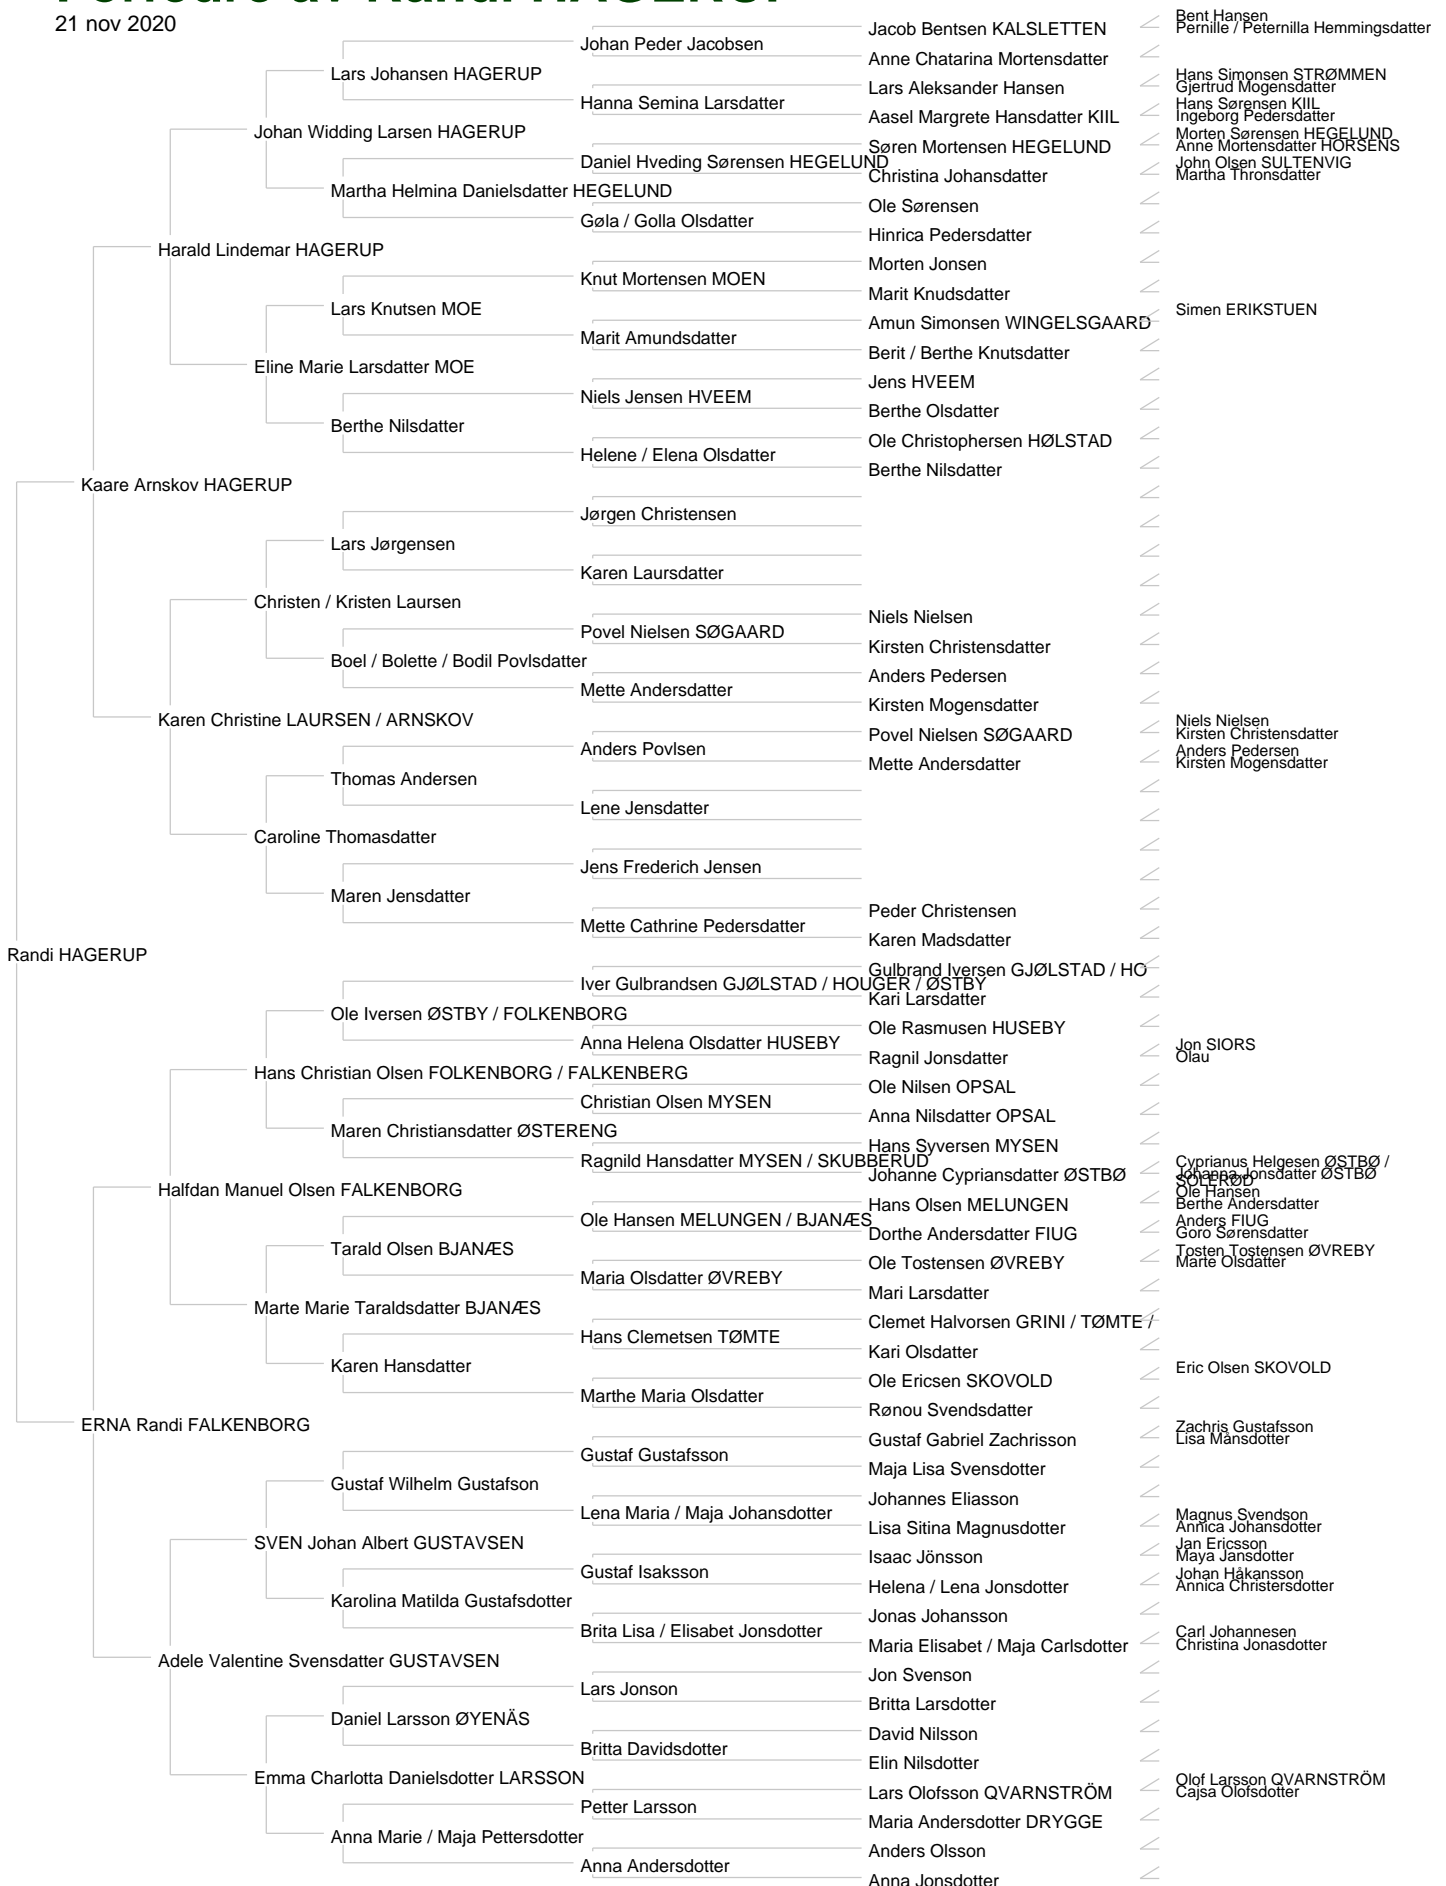 21 nov 2020
Bent Hansen
Pernille / Peternilla Hemmingsdatter
Jacob Bentsen KALSLETTEN
Johan Peder Jacobsen
Anne Chatarina Mortensdatter
Lars Johansen HAGERUP
Hans Simonsen STRØMMEN
Gjertrud Mogensdatter
Lars Aleksander Hansen
Hanna Semina Larsdatter
Hans Sørensen KIIL
Ingeborg Pedersdatter
Aasel Margrete Hansdatter KIIL
Johan Widding Larsen HAGERUP
Morten Sørensen HEGELUND
Anne Mortensdatter HORSENS
Søren Mortensen HEGELUND
Daniel Hveding Sørensen HEGELUND
John Olsen SULTENVIG
Martha Thronsdatter
Christina Johansdatter
Martha Helmina Danielsdatter HEGELUND
Ole Sørensen
Gøla / Golla Olsdatter
Hinrica Pedersdatter
Harald Lindemar HAGERUP
Morten Jonsen
Knut Mortensen MOEN
Marit Knudsdatter
Lars Knutsen MOE
Simen ERIKSTUEN
Amun Simonsen WINGELSGAARD
Marit Amundsdatter
Berit / Berthe Knutsdatter
Eline Marie Larsdatter MOE
Jens HVEEM
Niels Jensen HVEEM
Berthe Olsdatter
Berthe Nilsdatter
Ole Christophersen HØLSTAD
Helene / Elena Olsdatter
Berthe Nilsdatter
Kaare Arnskov HAGERUP
Jørgen Christensen
Lars Jørgensen
Karen Laursdatter
Christen / Kristen Laursen
Niels Nielsen
Povel Nielsen SØGAARD
Kirsten Christensdatter
Boel / Bolette / Bodil Povlsdatter
Anders Pedersen
Mette Andersdatter
Kirsten Mogensdatter
Karen Christine LAURSEN / ARNSKOV
Niels Nielsen
Kirsten Christensdatter
Povel Nielsen SØGAARD
Anders Povlsen
Anders Pedersen
Kirsten Mogensdatter
Mette Andersdatter
Thomas Andersen
Lene Jensdatter
Caroline Thomasdatter
Jens Frederich Jensen
Maren Jensdatter
Peder Christensen
Mette Cathrine Pedersdatter
Karen Madsdatter
Randi HAGERUP
Gulbrand Iversen GJØLSTAD / HO
Iver Gulbrandsen GJØLSTAD / HOUGER / ØSTBY
Kari Larsdatter
Ole Iversen ØSTBY / FOLKENBORG
Ole Rasmusen HUSEBY
Anna Helena Olsdatter HUSEBY
Jon SIORS
Olau
Ragnil Jonsdatter
Hans Christian Olsen FOLKENBORG / FALKENBERG
Ole Nilsen OPSAL
Christian Olsen MYSEN
Anna Nilsdatter OPSAL
Maren Christiansdatter ØSTERENG
Hans Syversen MYSEN
Ragnild Hansdatter MYSEN / SKUBBERUD
Cyprianus Helgesen ØSTBØ /
SOLERØD
Johanna Jonsdatter ØSTBØ
Johanne Cypriansdatter ØSTBØ
Halfdan Manuel Olsen FALKENBORG
Ole Hansen
Berthe Andersdatter
Hans Olsen MELUNGEN
Ole Hansen MELUNGEN / BJANÆS
Anders FIUG
Goro Sørensdatter
Dorthe Andersdatter FIUG
Tarald Olsen BJANÆS
Tosten Tostensen ØVREBY
Marte Olsdatter
Ole Tostensen ØVREBY
Maria Olsdatter ØVREBY
Mari Larsdatter
Marte Marie Taraldsdatter BJANÆS
Clemet Halvorsen GRINI / TØMTE /
Hans Clemetsen TØMTE
Kari Olsdatter
Karen Hansdatter
Eric Olsen SKOVOLD
Ole Ericsen SKOVOLD
Marthe Maria Olsdatter
Rønou Svendsdatter
ERNA Randi FALKENBORG
Zachris Gustafsson
Lisa Månsdotter
Gustaf Gabriel Zachrisson
Gustaf Gustafsson
Maja Lisa Svensdotter
Gustaf Wilhelm Gustafson
Johannes Eliasson
Lena Maria / Maja Johansdotter
Magnus Svendson
Annica Johansdotter
Lisa Sitina Magnusdotter
SVEN Johan Albert GUSTAVSEN
Jan Ericsson
Maya Jansdotter
Isaac Jönsson
Gustaf Isaksson
Johan Håkansson
Annica Christersdotter
Helena / Lena Jonsdotter
Karolina Matilda Gustafsdotter
Jonas Johansson
Brita Lisa / Elisabet Jonsdotter
Carl Johannesen
Christina Jonasdotter
Maria Elisabet / Maja Carlsdotter
Adele Valentine Svensdatter GUSTAVSEN
Jon Svenson
Lars Jonson
Britta Larsdotter
Daniel Larsson ØYENÄS
David Nilsson
Britta Davidsdotter
Elin Nilsdotter
Emma Charlotta Danielsdotter LARSSON
Olof Larsson QVARNSTRÖM
Cajsa Olofsdotter
Lars Olofsson QVARNSTRÖM
Petter Larsson
Maria Andersdotter DRYGGE
Anna Marie / Maja Pettersdotter
Anders Olsson
Anna Andersdotter
Anna Jonsdotter